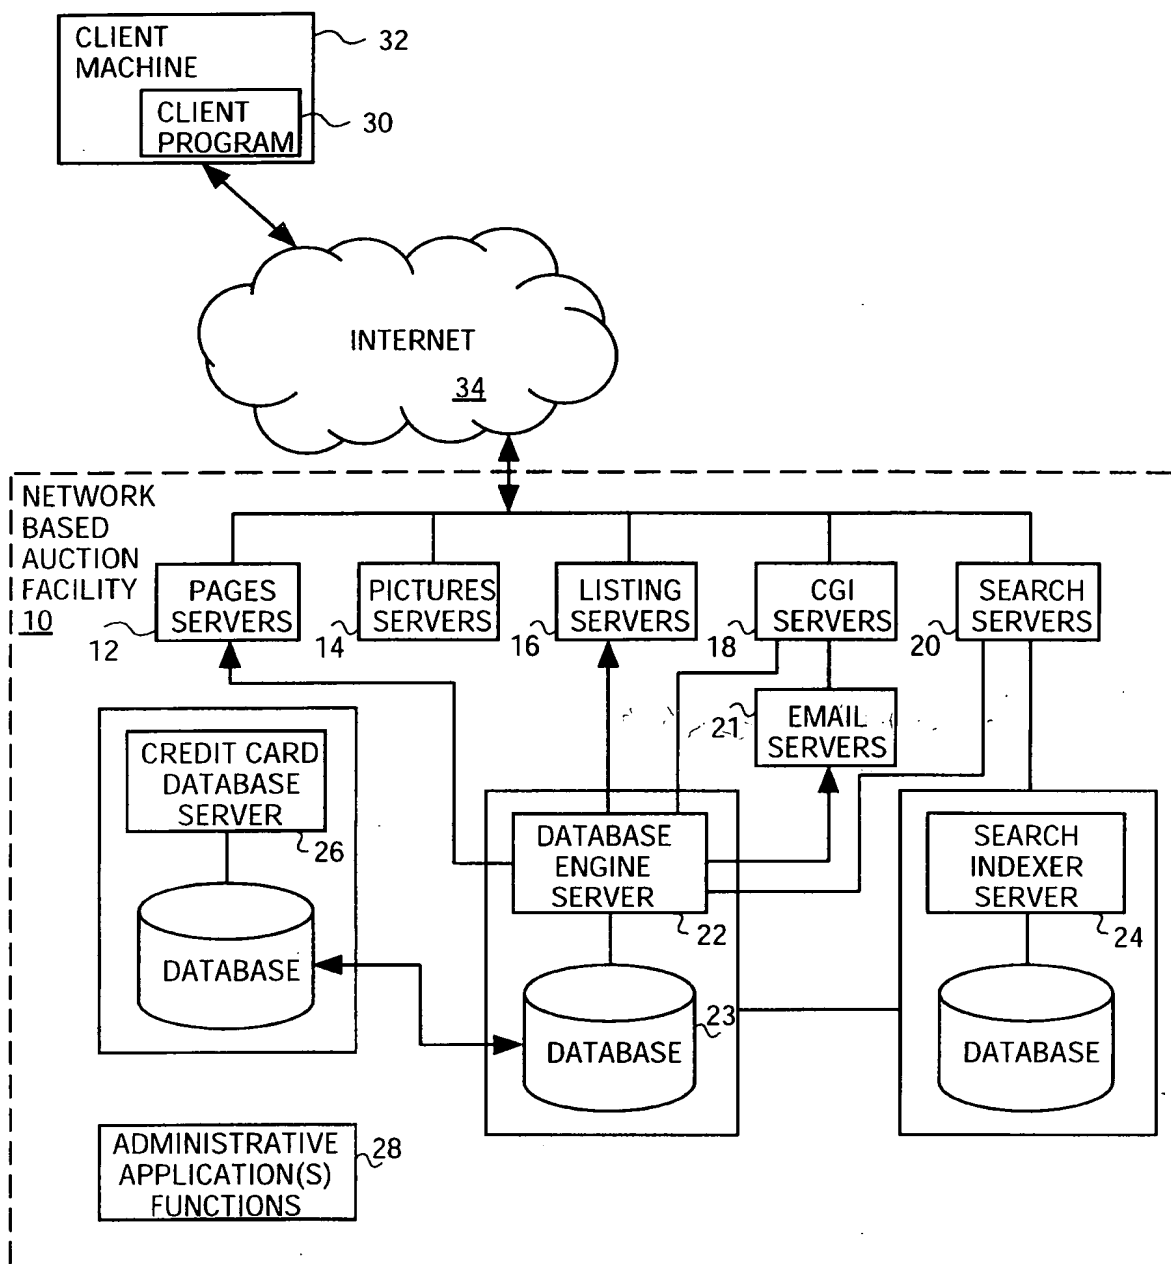 CLIENT
MACHINE
32
CLIENT
PROGRAM
30
INTERNET
34
NETWORK
BASED
AUCTION
FACILITY
10
PAGES
SERVERS
12
PICTURES
SERVERS
14
LISTING
SERVERS
16
CGI
SERVERS
18
SEARCH
SERVERS
20
EMAIL
SERVERS
21
CREDIT CARD
DATABASE
SERVER
26
DATABASE
DATABASE
ENGINE
SERVER
22
DATABASE
23
SEARCH
INDEXER
SERVER
24
DATABASE
ADMINISTRATIVE
APPLICATION(S)
FUNCTIONS
28